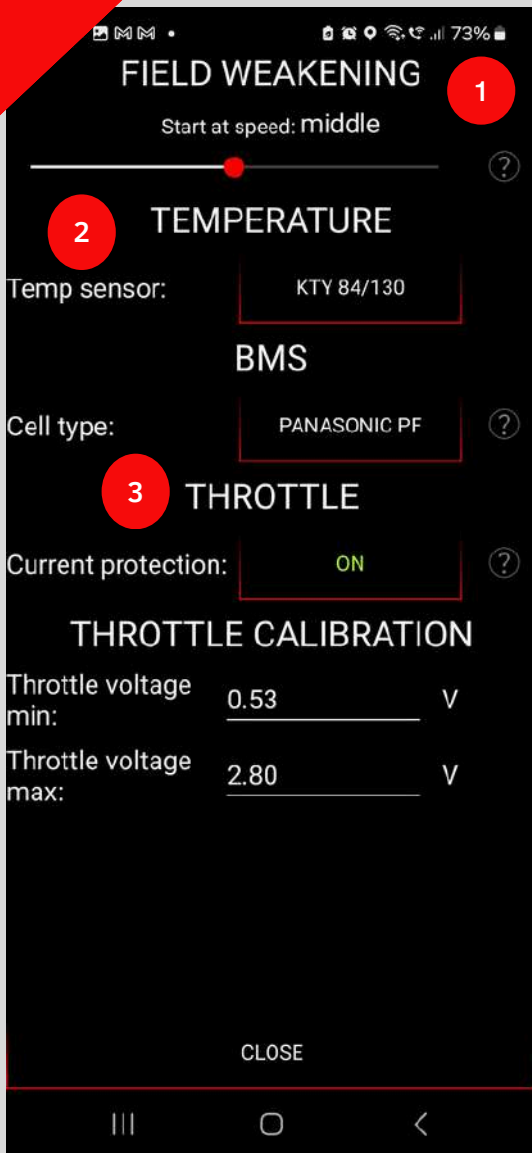 73%
FIELD WEAKENING
1
Start at speed: middle
?
2
TEMPERATURE
Temp sensor: KTY 84/130
BMS
Cell type: PANASONIC PF ?
3
THROTTLE
Current protection: ON ?
THROTTLE CALIBRATION
Throttle voltage
min: 0.53 V
Throttle voltage
max: 2.80 V
CLOSE